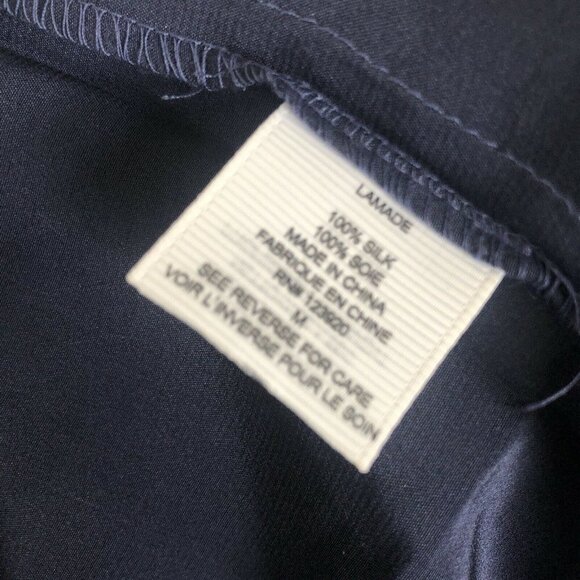 LAMADE
100% SILK
100% SOIE
MADE IN CHINA
FABRIQUE EN CHINE
RN# 123920
M
SEE REVERSE FOR CARE
VOIR L'INVERSE POUR LE SOIN